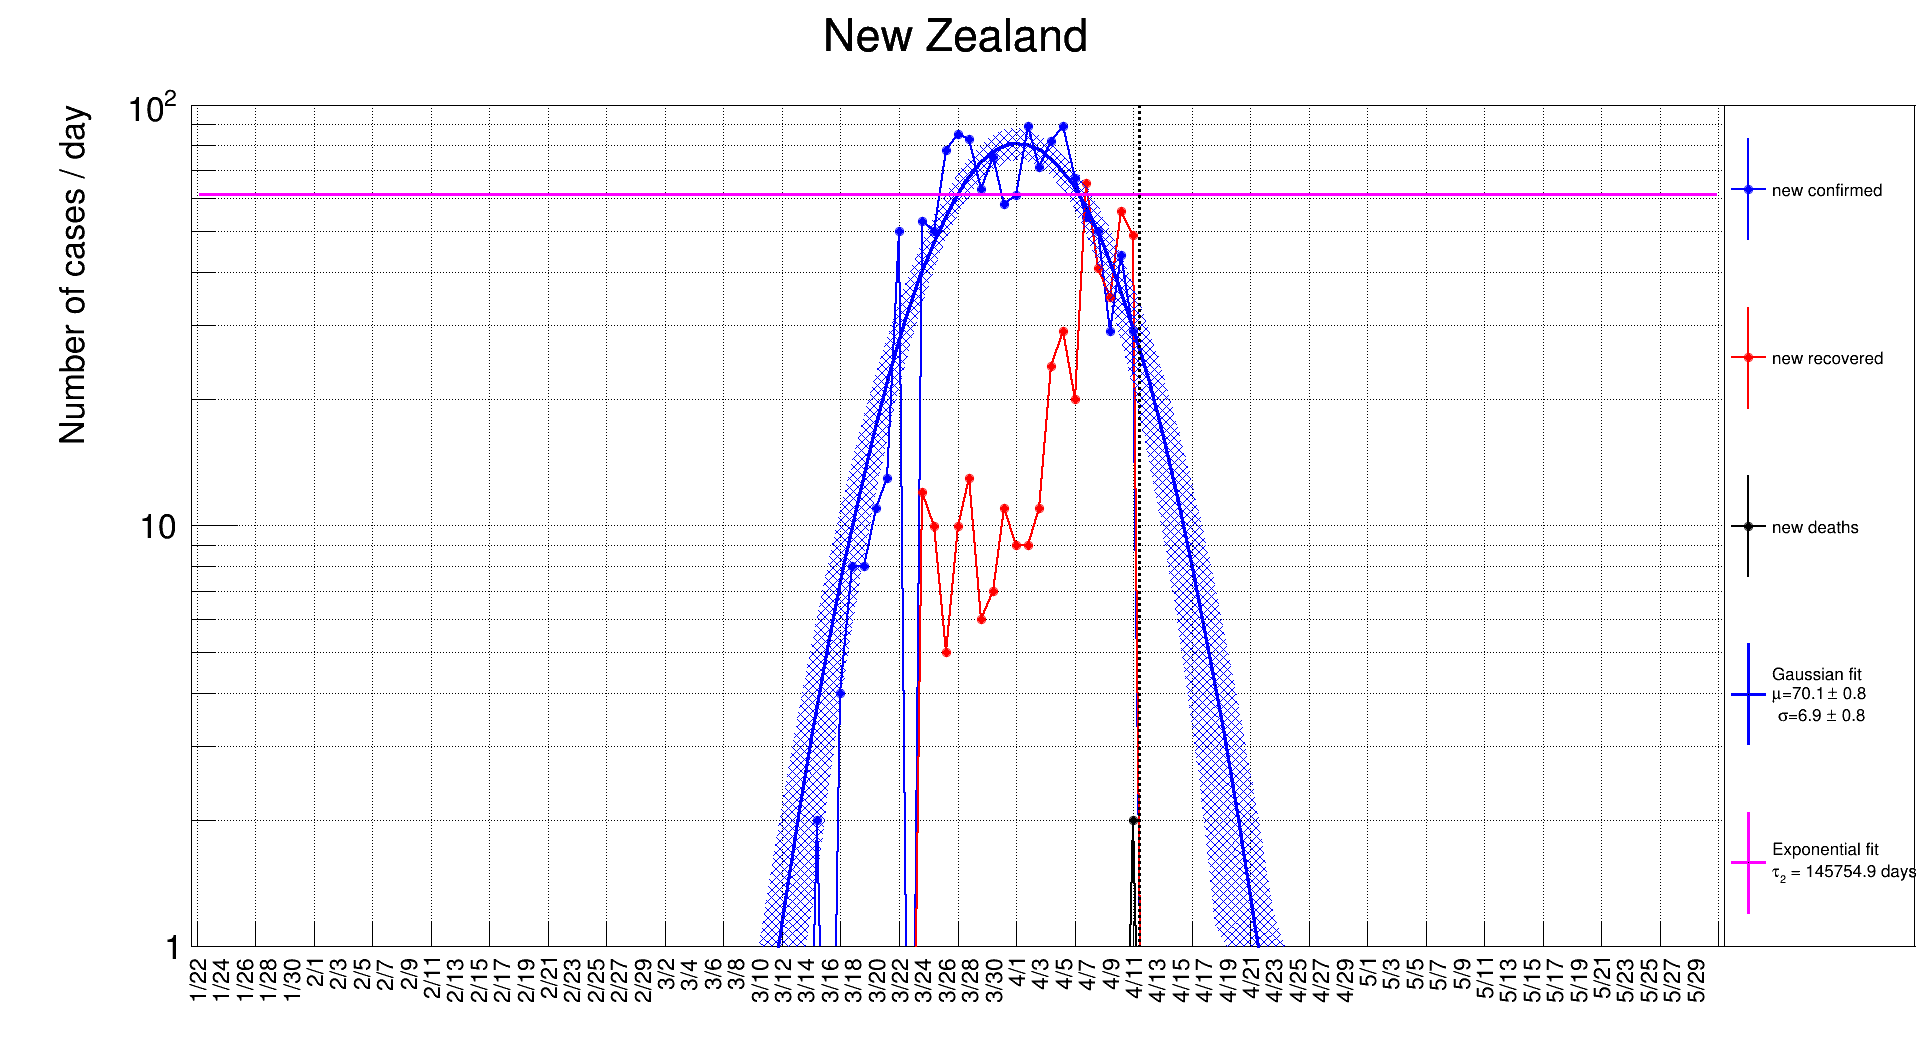 New Zealand
Number of cases / day
10²
10
1
1/22 1/24 1/26 1/28 1/30 2/1 2/3 2/5 2/7 2/9 2/11 2/13 2/15 2/17 2/19 2/21 2/23 2/25 2/27 2/29 3/2 3/4 3/6 3/8 3/10 3/12 3/14 3/16 3/18 3/20 3/22 3/24 3/26 3/28 3/30 4/1 4/3 4/5 4/7 4/9 4/11 4/13 4/15 4/17 4/19 4/21 4/23 4/25 4/27 4/29 5/1 5/3 5/5 5/7 5/9 5/11 5/13 5/15 5/17 5/19 5/21 5/23 5/25 5/27 5/29
new confirmed
new recovered
new deaths
Gaussian fit
μ=70.1 ± 0.8
σ=6.9 ± 0.8
Exponential fit
τ₂ = 145754.9 days